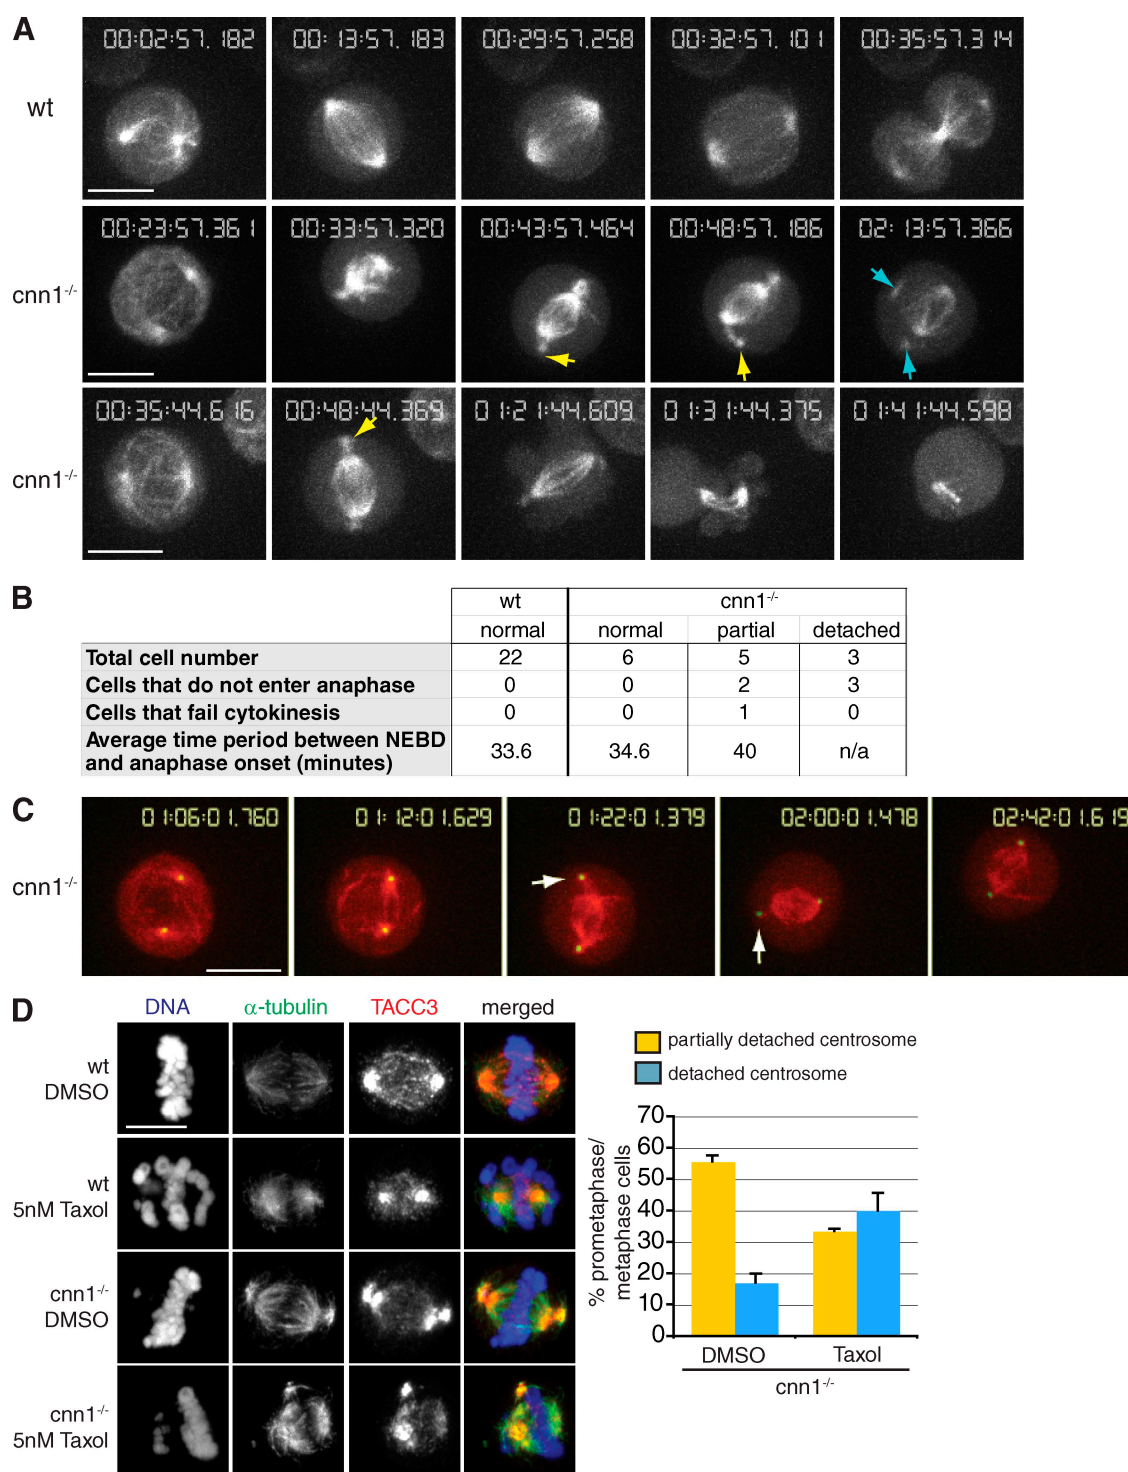 A
wt
00:02:57.182
00:13:57.183
00:29:57.258
00:32:57.101
00:35:57.314
cnn1-/-
00:23:57.361
00:33:57.320
00:43:57.464
00:48:57.186
02:13:57.366
cnn1-/-
00:35:44.616
00:48:44.369
01:21:44.609
01:31:44.375
01:41:44.598
B
wt cnn1-/-
normal normal partial detached
Total cell number 22 6 5 3
Cells that do not enter anaphase 0 0 2 3
Cells that fail cytokinesis 0 0 1 0
Average time period between NEBD
and anaphase onset (minutes) 33.6 34.6 40 n/a
C
cnn1-/-
01:06:01.760
01:12:01.629
01:22:01.379
02:00:01.478
02:42:01.619
D
DNA α-tubulin TACC3 merged
wt
DMSO
wt
5nM Taxol
cnn1-/-
DMSO
cnn1-/-
5nM Taxol
partially detached centrosome
detached centrosome
% prometaphase/
metaphase cells
70
60
50
40
30
20
10
0
DMSO Taxol
cnn1-/-